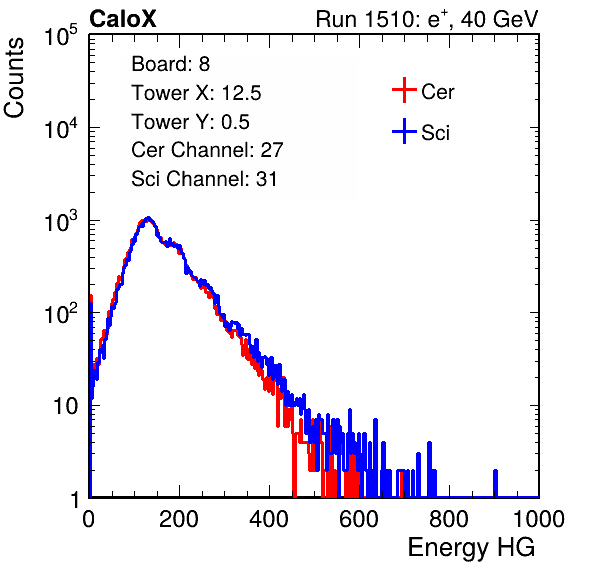 CaloX Run 1510: e⁺, 40 GeV
Counts
Board: 8
Tower X: 12.5
Tower Y: 0.5
Cer Channel: 27
Sci Channel: 31
Cer
Sci
10⁵
10⁴
10³
10²
10
1
0 200 400 600 800 1000
Energy HG